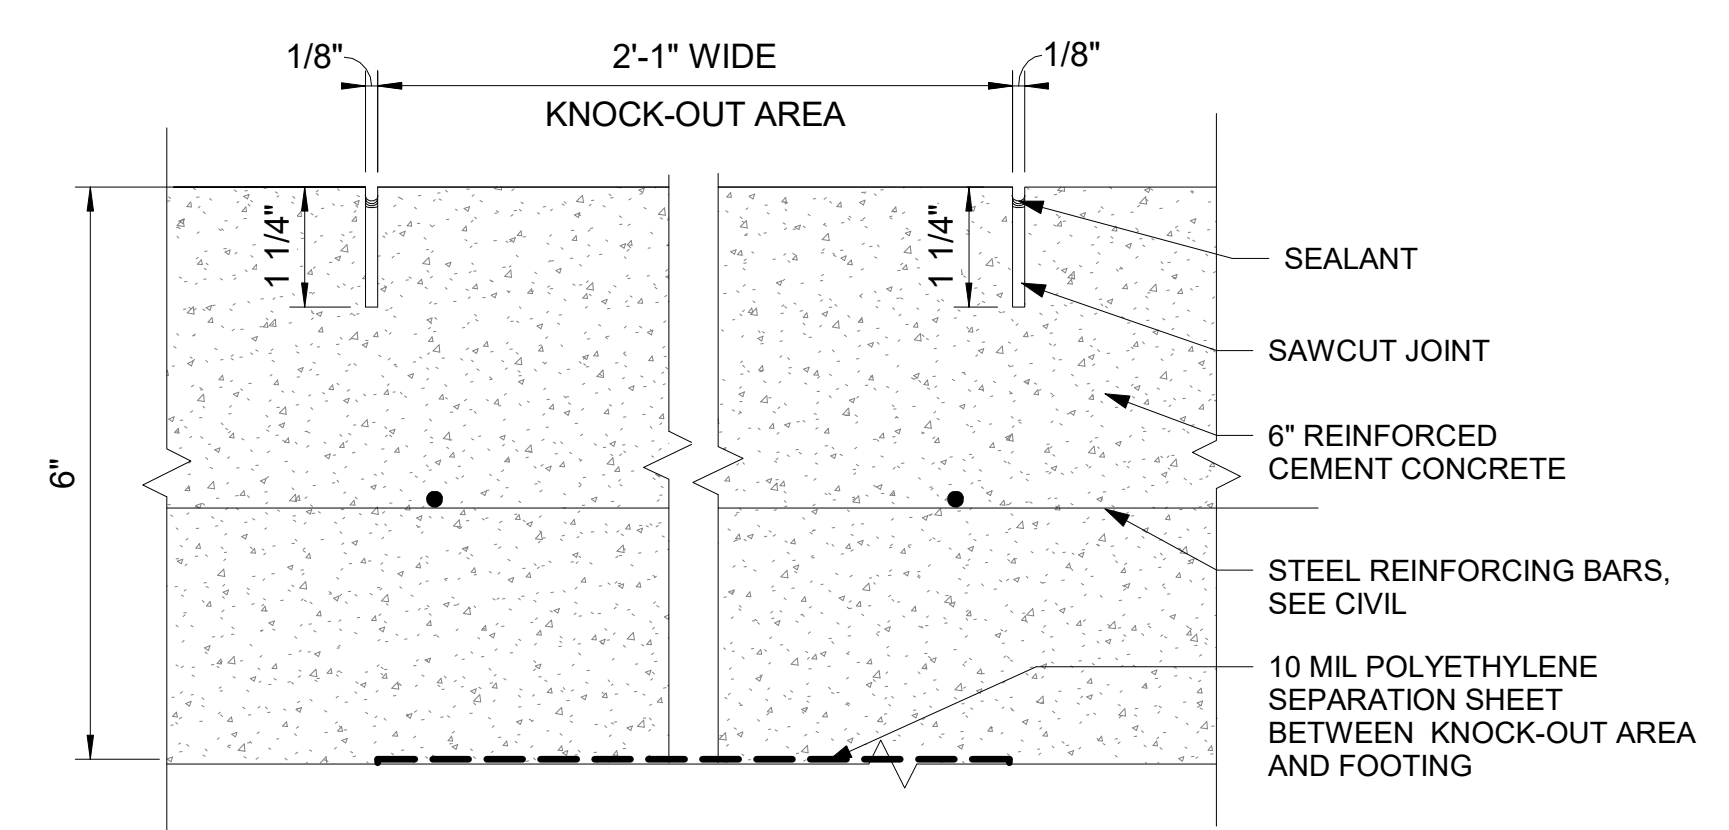 1/8"
2'-1" WIDE
1/8"
KNOCK-OUT AREA
1 1/4"
1 1/4"
SEALANT
SAWCUT JOINT
6" REINFORCED
CEMENT CONCRETE
6"
STEEL REINFORCING BARS,
SEE CIVIL
10 MIL POLYETHYLENE
SEPARATION SHEET
BETWEEN KNOCK-OUT AREA
AND FOOTING